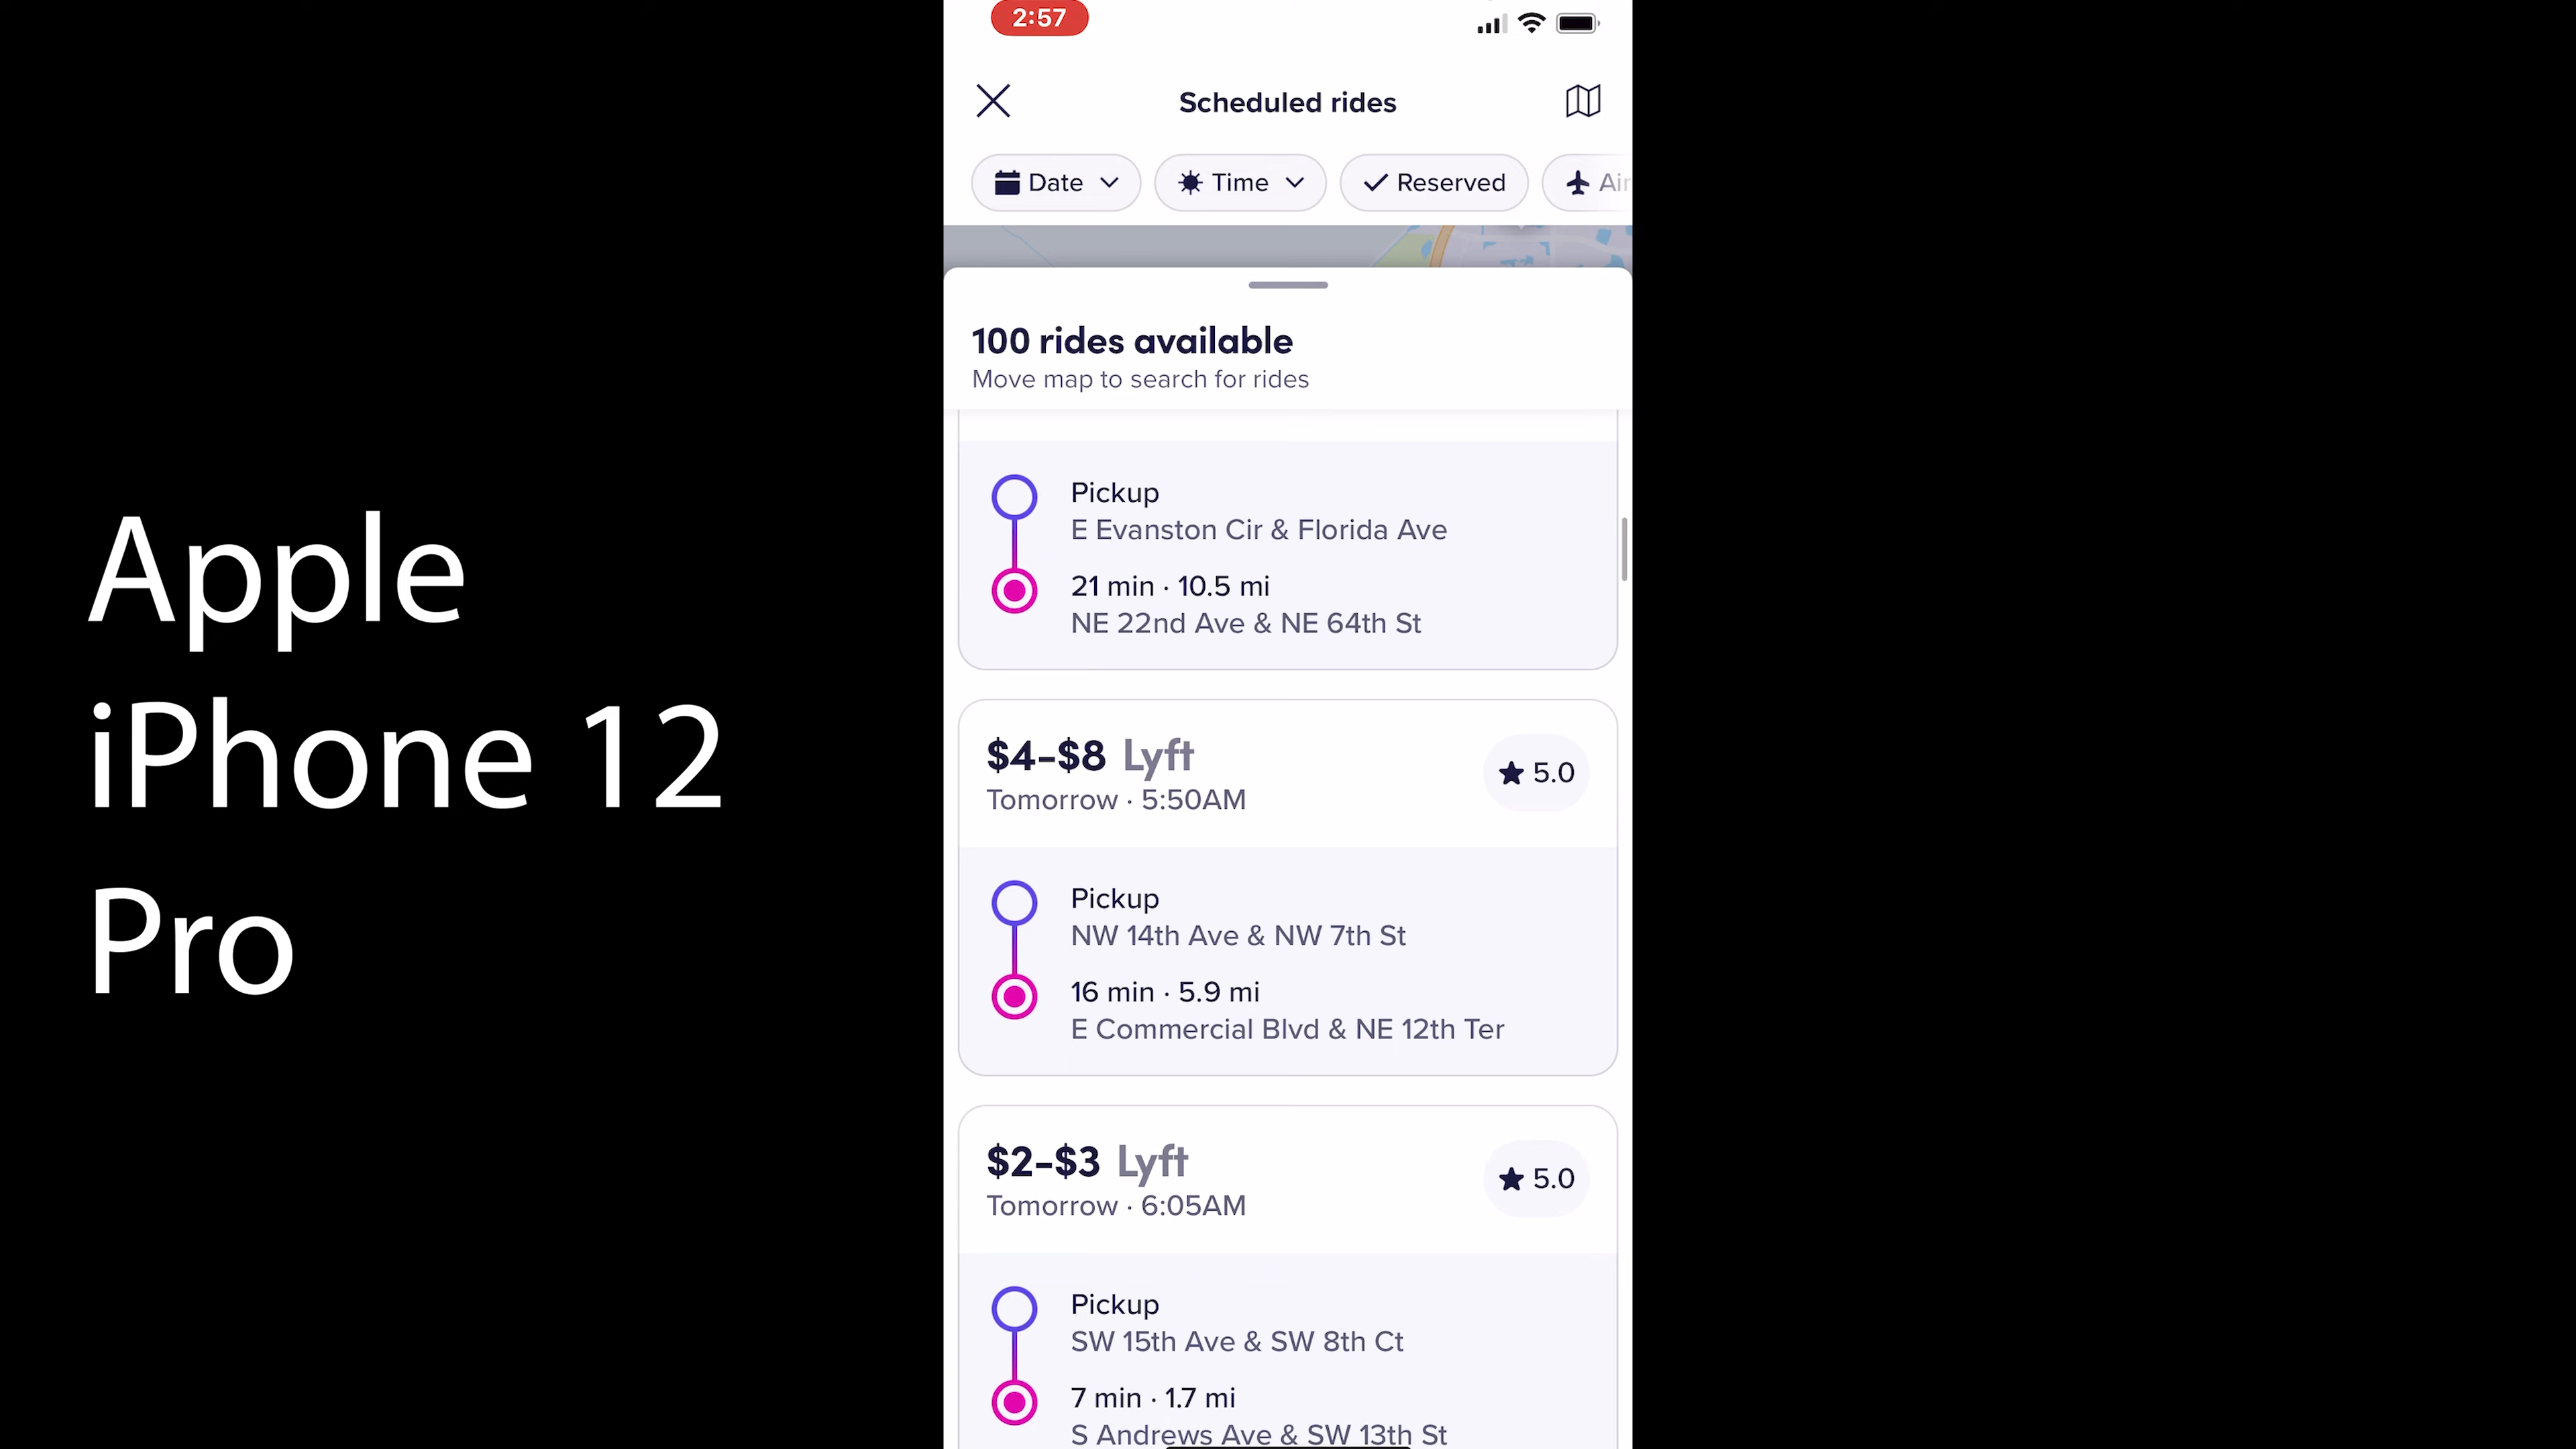 Apple
iPhone 12
Pro
2:57
Scheduled rides
Date
Time
Reserved
100 rides available
Move map to search for rides
Pickup
E Evanston Cir & Florida Ave
21 min · 10.5 mi
NE 22nd Ave & NE 64th St
$4–$8 Lyft
5.0
Tomorrow · 5:50AM
Pickup
NW 14th Ave & NW 7th St
16 min · 5.9 mi
E Commercial Blvd & NE 12th Ter
$2–$3 Lyft
5.0
Tomorrow · 6:05AM
Pickup
SW 15th Ave & SW 8th Ct
7 min · 1.7 mi
S Andrews Ave & SW 13th St